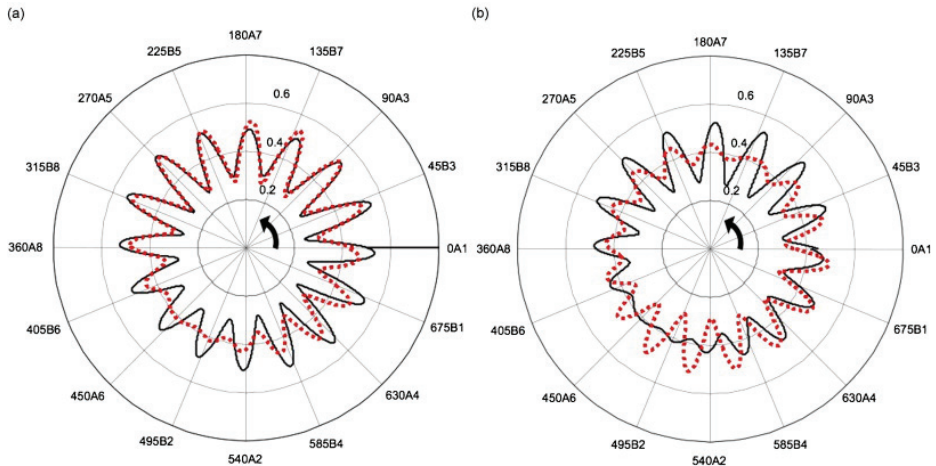 (a)
180A7
225B5
135B7
270A5
90A3
0.6
315B8
0.4
45B3
0.2
360A8
0A1
405B6
675B1
450A6
630A4
495B2
585B4
540A2
(b)
180A7
225B5
135B7
270A5
90A3
0.6
315B8
0.4
45B3
0.2
360A8
0A1
405B6
675B1
450A6
630A4
495B2
585B4
540A2